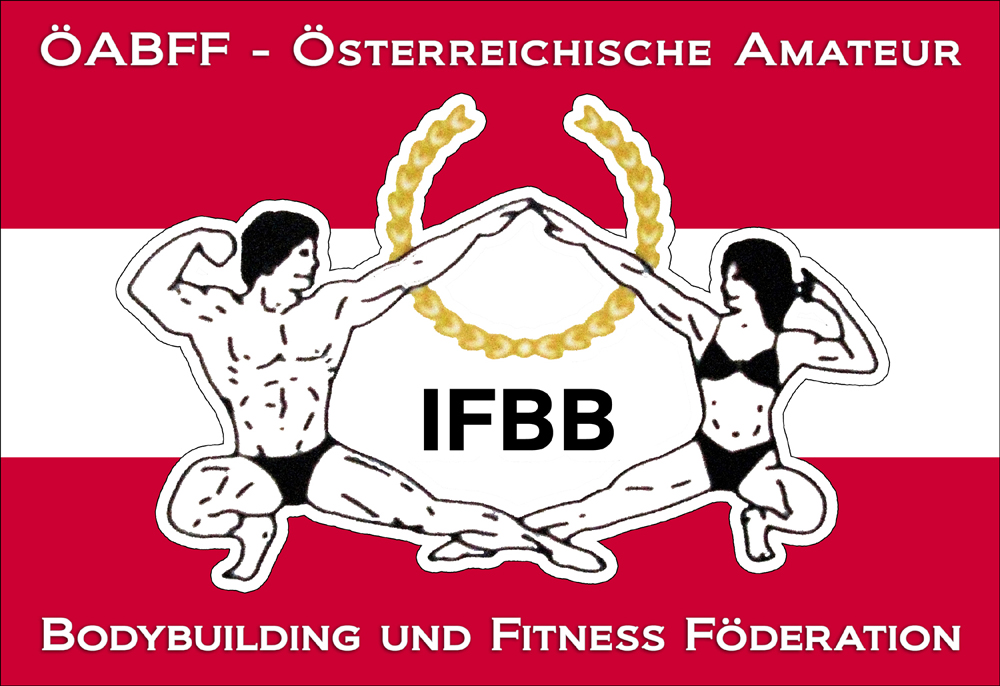 ÖABFF - Österreichische Amateur
IFBB
Bodybuilding und Fitness Föderation